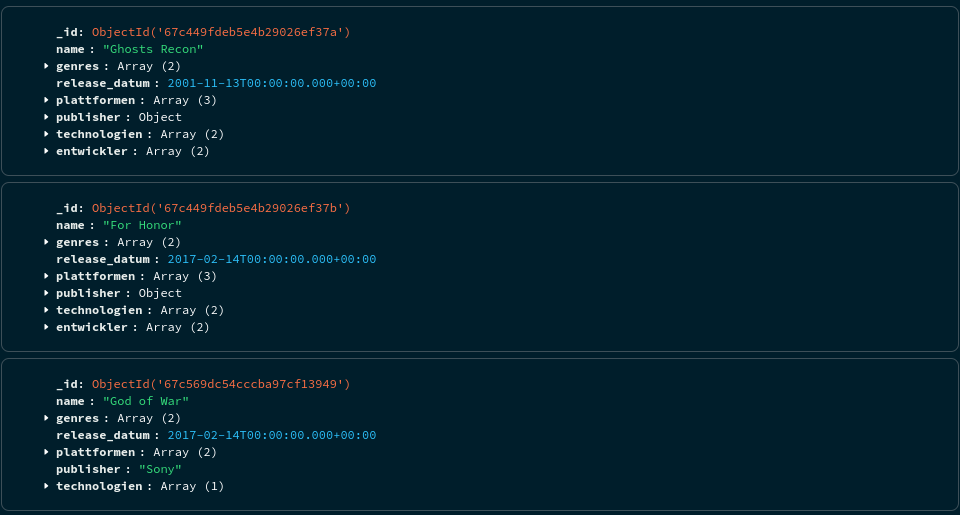 _id: ObjectId('67c449fdeb5e4b29026ef37a')
name : "Ghosts Recon"
genres : Array (2)
release_datum : 2001-11-13T00:00:00.000+00:00
plattformen : Array (3)
publisher : Object
technologien : Array (2)
entwickler : Array (2)
_id: ObjectId('67c449fdeb5e4b29026ef37b')
name : "For Honor"
genres : Array (2)
release_datum : 2017-02-14T00:00:00.000+00:00
plattformen : Array (3)
publisher : Object
technologien : Array (2)
entwickler : Array (2)
_id: ObjectId('67c569dc54cccba97cf13949')
name : "God of War"
genres : Array (2)
release_datum : 2017-02-14T00:00:00.000+00:00
plattformen : Array (2)
publisher : "Sony"
technologien : Array (1)